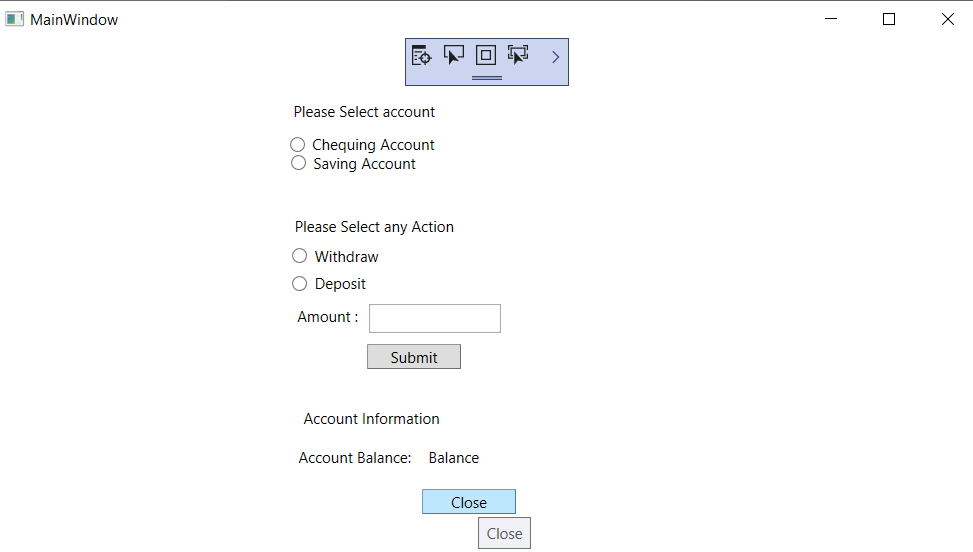 MainWindow
Please Select account
Chequing Account
Saving Account
Please Select any Action
Withdraw
Deposit
Amount :
Submit
Account Information
Account Balance: Balance
Close
Close